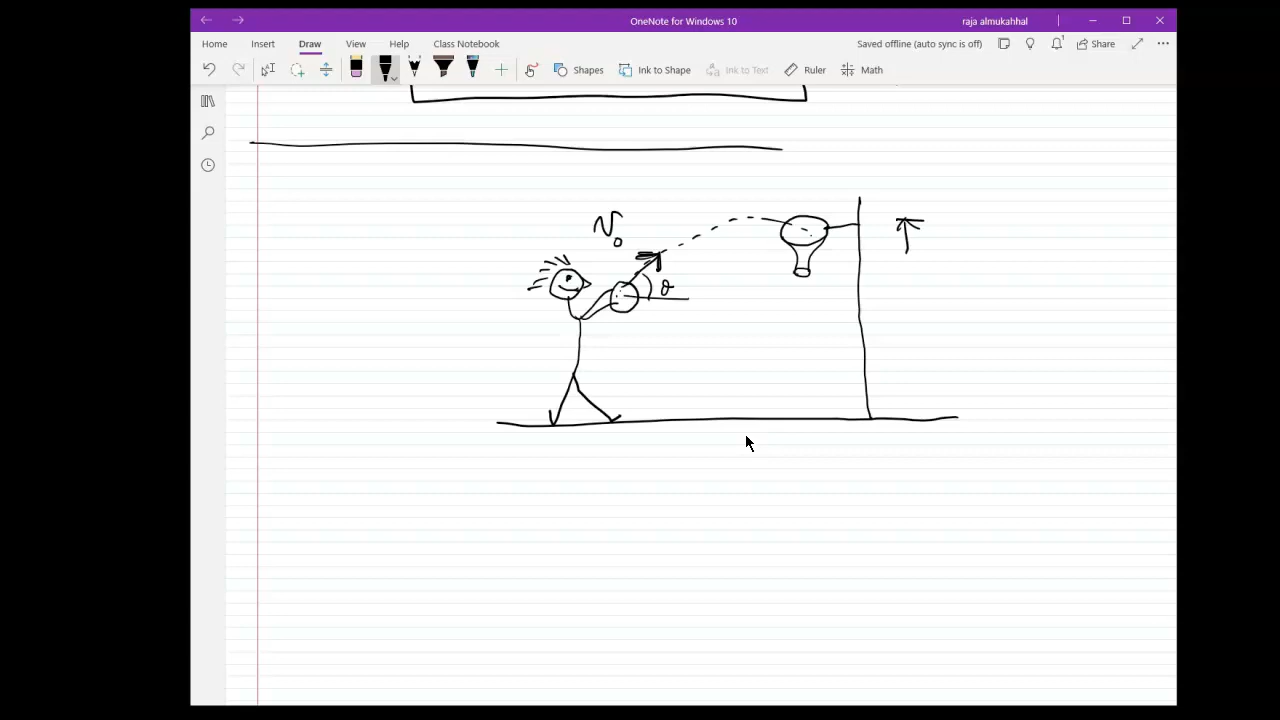 OneNote for Windows 10
raja almukahhal
Home Insert Draw View Help Class Notebook
Saved offline (auto sync is off)
Share
Shapes Ink to Shape Ink to Text Ruler Math
V₀
θ